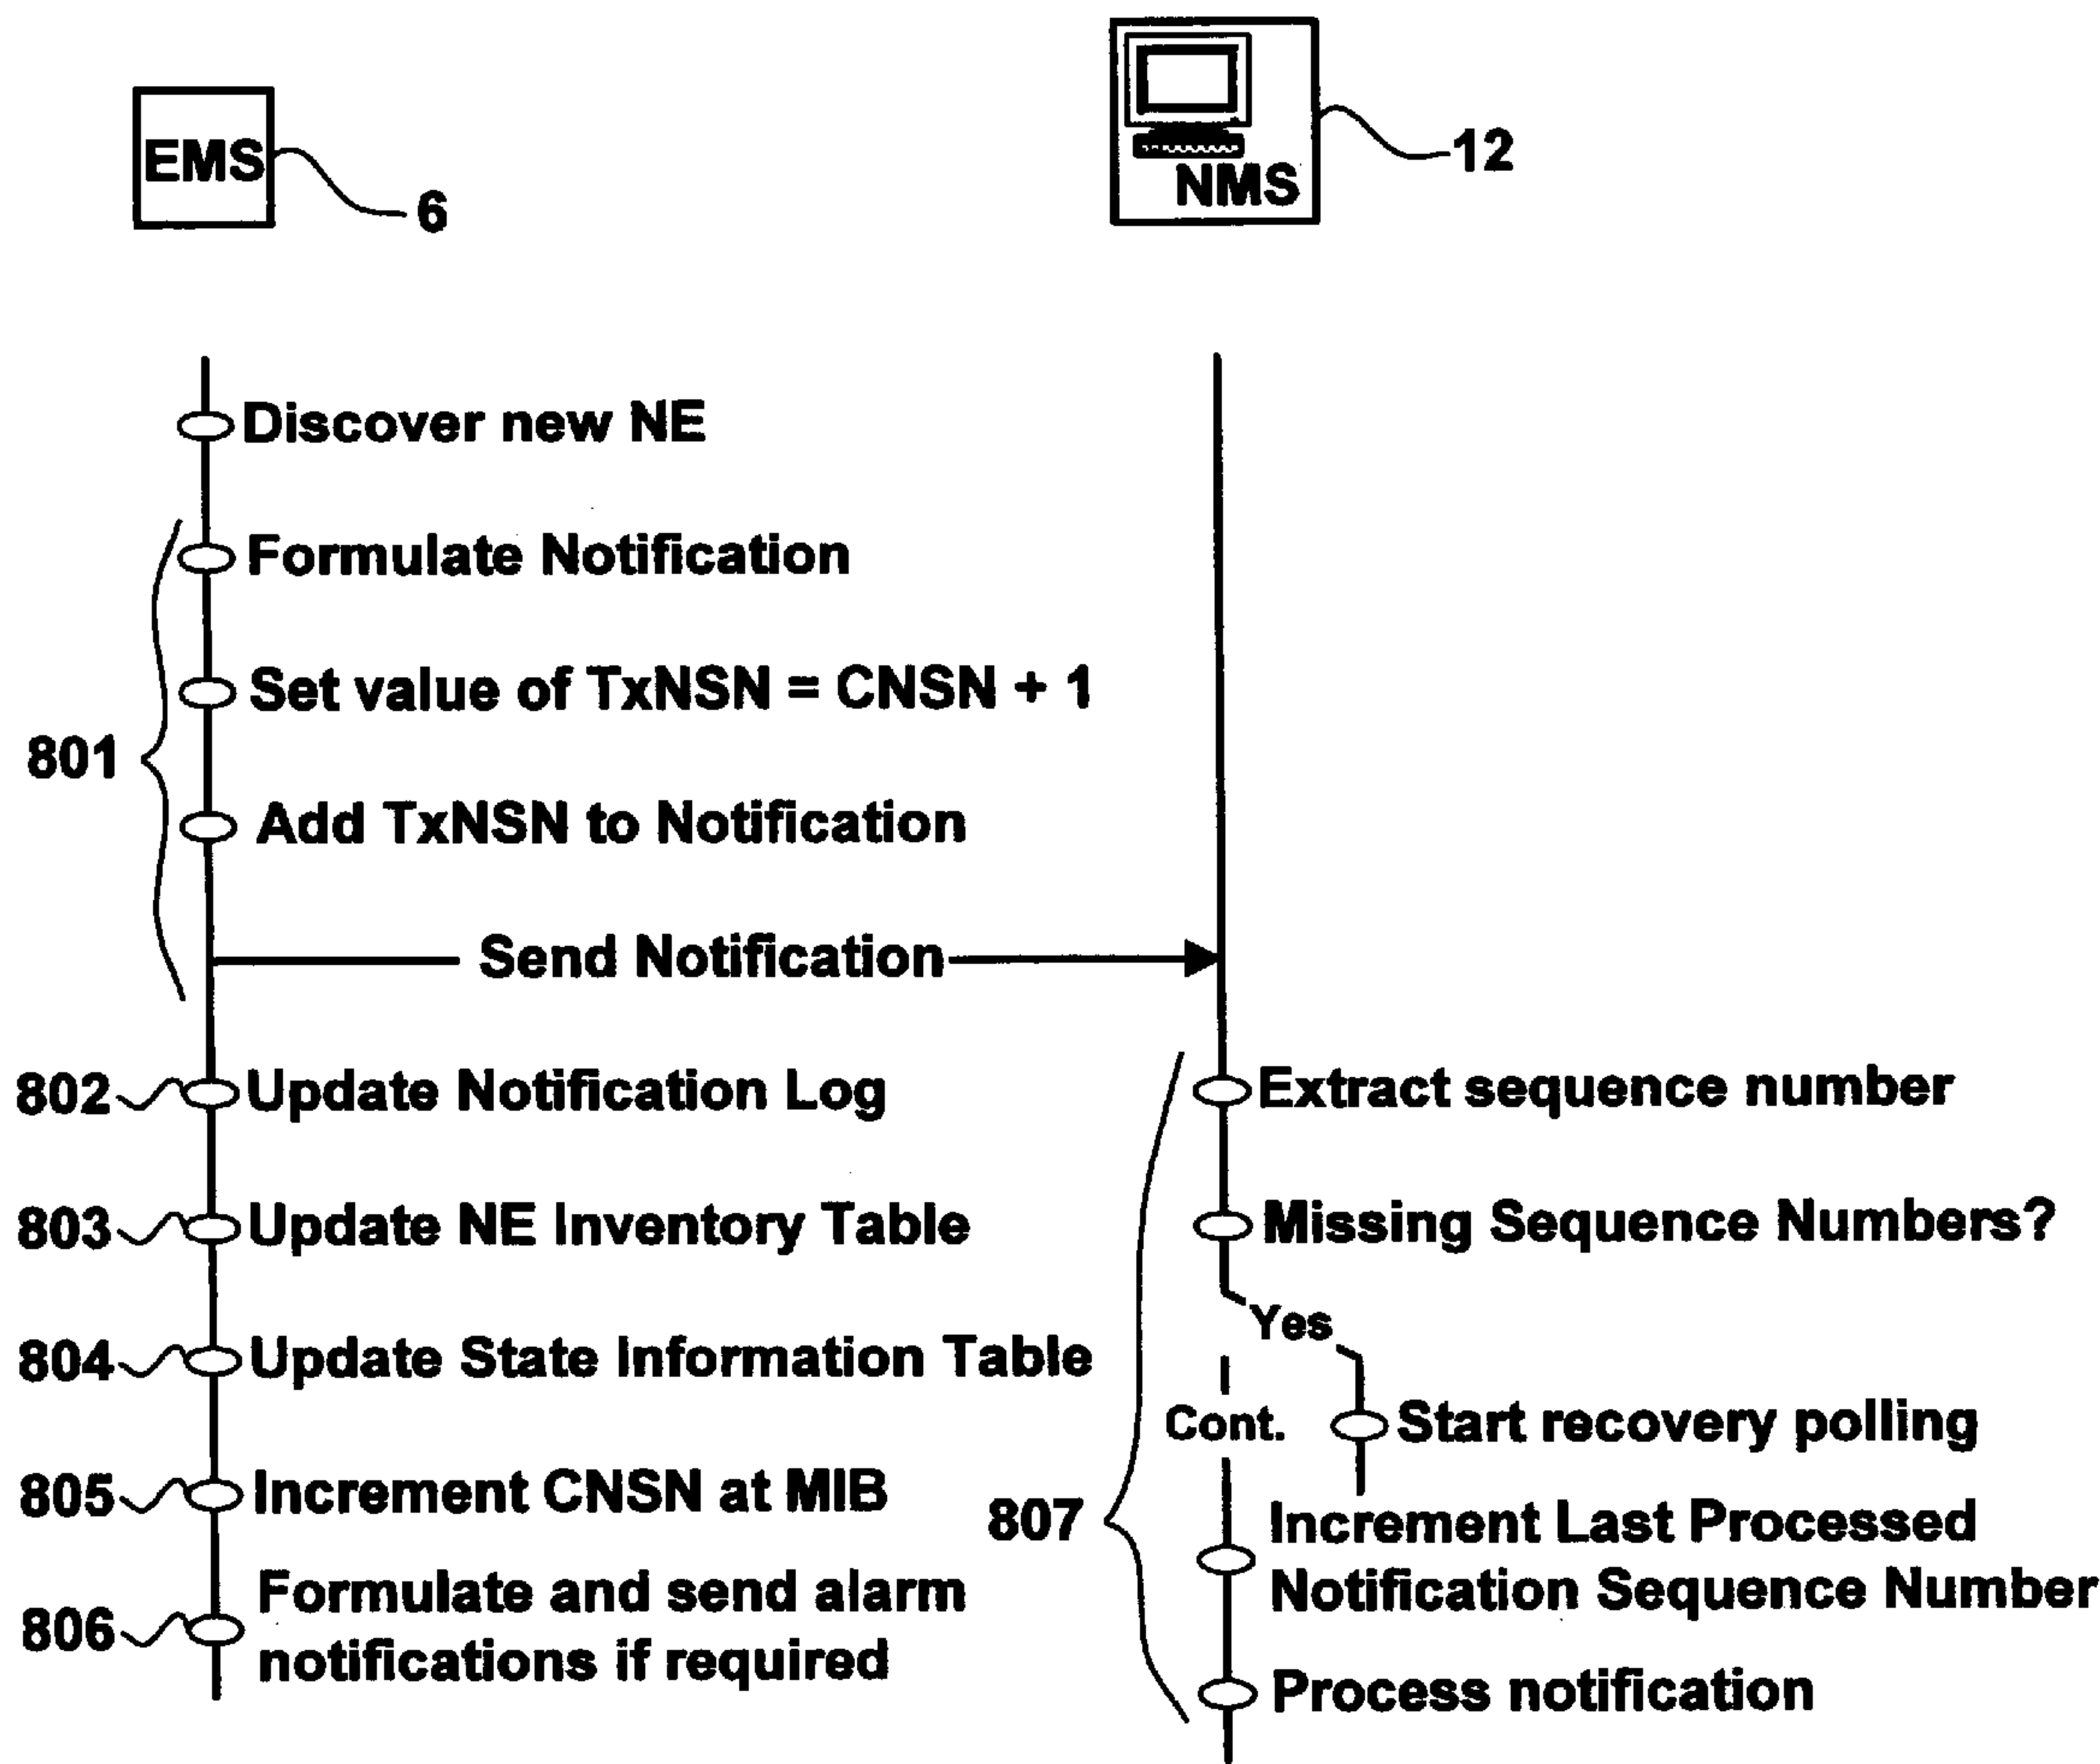 EMS
6
NMS
12
Discover new NE
Formulate Notification
Set value of TxNSN = CNSN + 1
801
Add TxNSN to Notification
Send Notification
802 Update Notification Log
803 Update NE Inventory Table
804 Update State Information Table
805 Increment CNSN at MIB
806 Formulate and send alarm
notifications if required
Extract sequence number
Missing Sequence Numbers?
Yes
Cont.
Start recovery polling
807
Increment Last Processed
Notification Sequence Number
Process notification